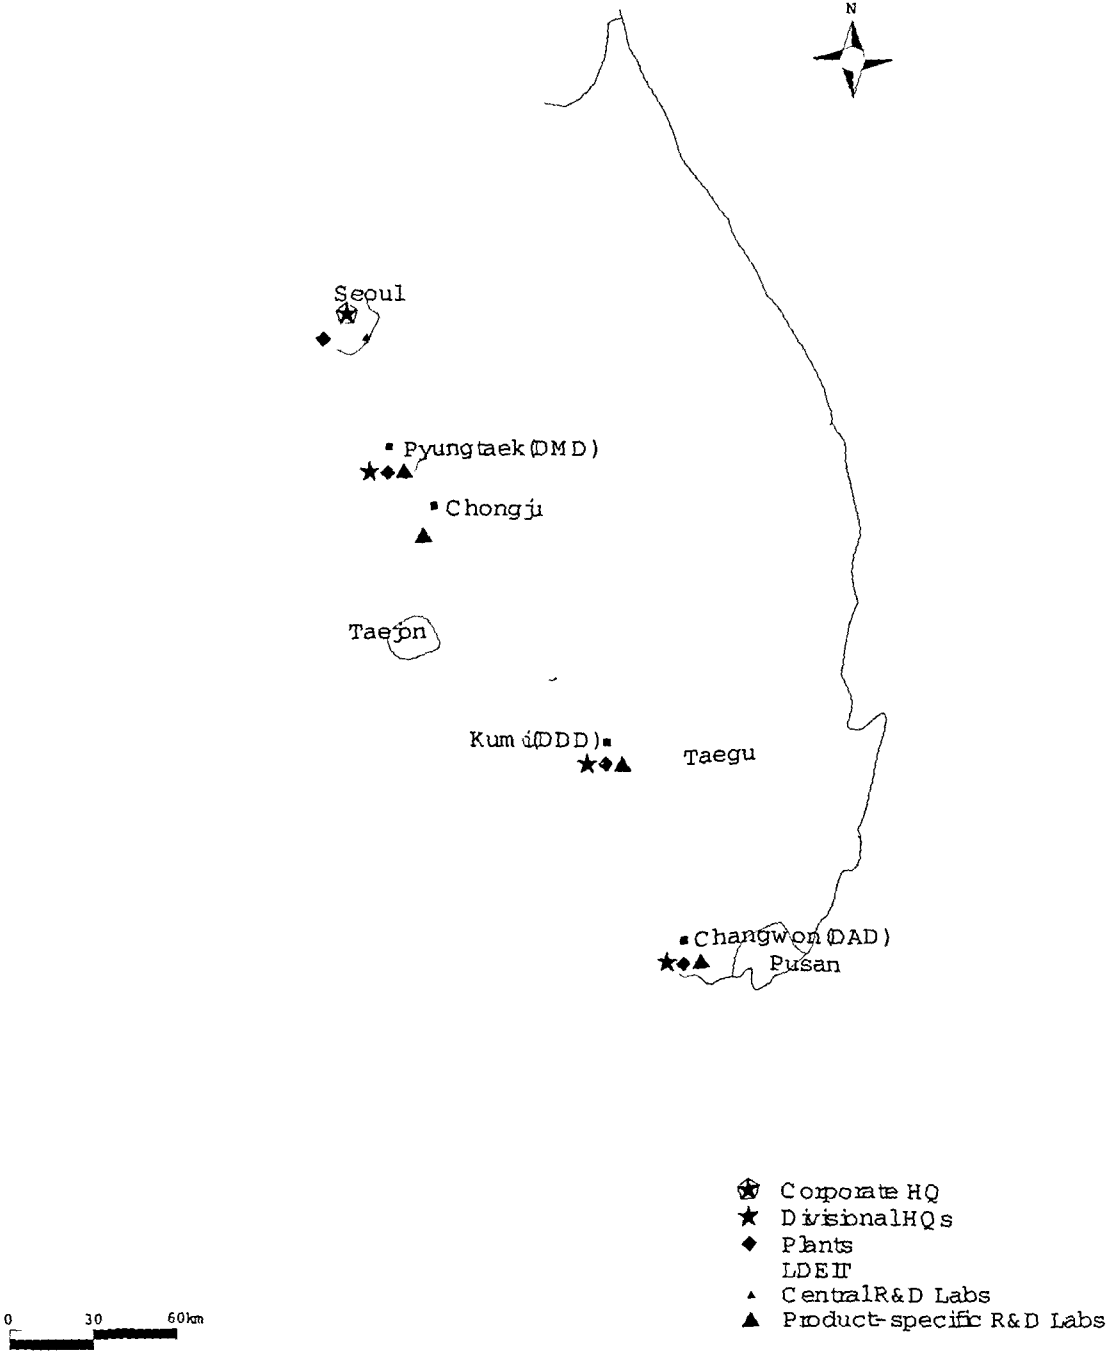 N
Seoul
Pyungtaek(DMD)
Chongju
Taejon
Kumi(DDD)
Taegu
Changwon(DAD)
Pusan
Corporate HQ
Divisional HQs
Plants
LDEIT
Central R&D Labs
Product-specific R&D Labs
0 30 60km